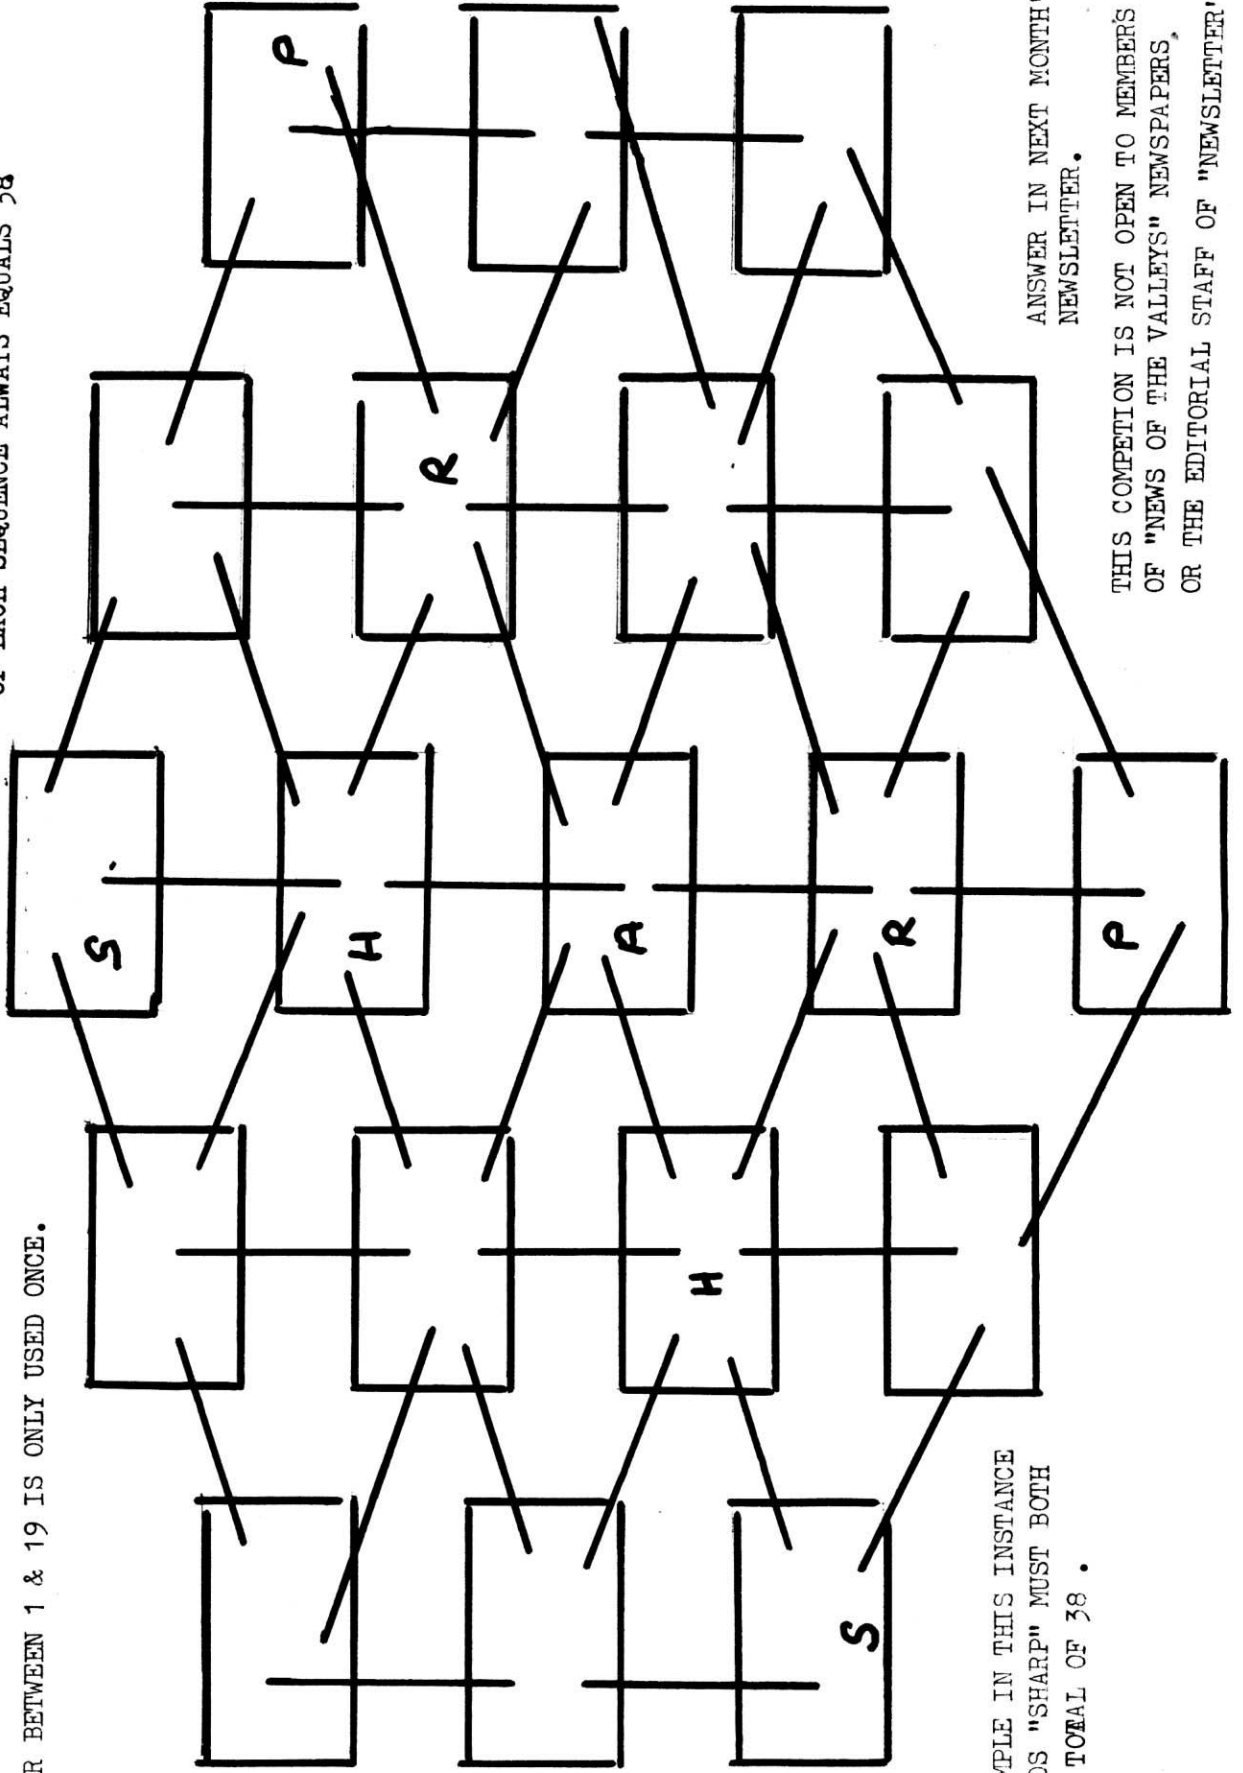 OF EACH SEQUENCE ALWAYS EQUALS 38
R BETWEEN 1 & 19 IS ONLY USED ONCE.
S
P
H
R
A
H
S
R
P
MPLE IN THIS INSTANCE
DS "SHARP" MUST BOTH
TOTAL OF 38 .
ANSWER IN NEXT MONTH'
NEWSLETTER.
THIS COMPETION IS NOT OPEN TO MEMBERS
OF "NEWS OF THE VALLEYS" NEWSPAPERS,
OR THE EDITORIAL STAFF OF "NEWSLETTER"